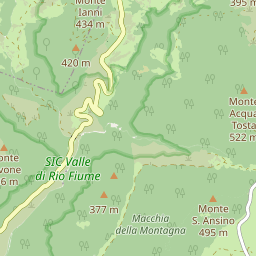 Monte
Ianni
434 m
395 m
420 m
Monte
Acqua
Tosta
522 m
SIC Valle
di Rio Fiume
377 m
Macchia
della Montagna
Monte
S. Ansino
495 m